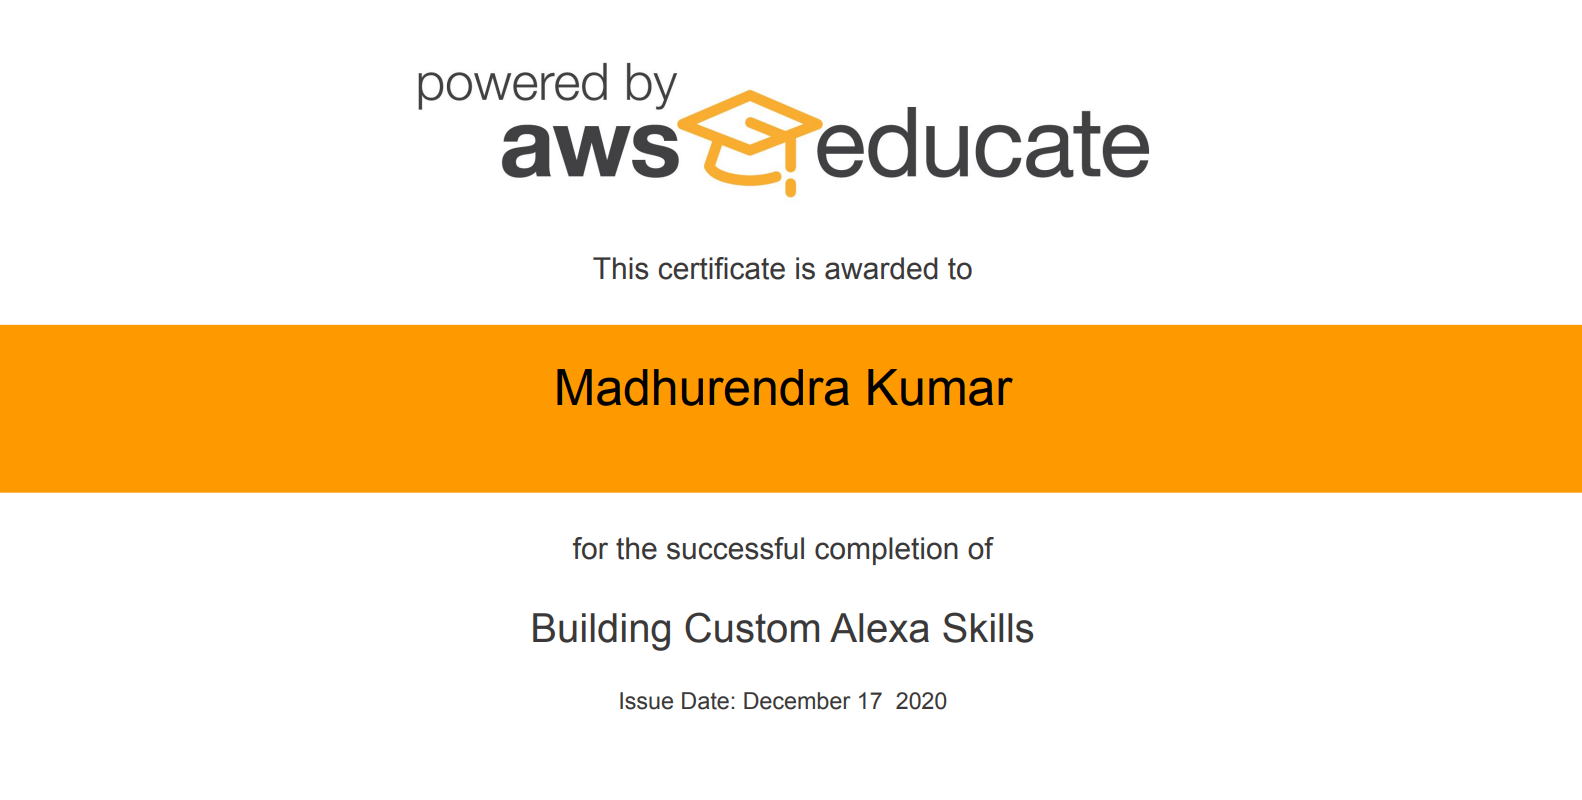 powered by
aws educate
This certificate is awarded to
Madhurendra Kumar
for the successful completion of
Building Custom Alexa Skills
Issue Date: December 17  2020